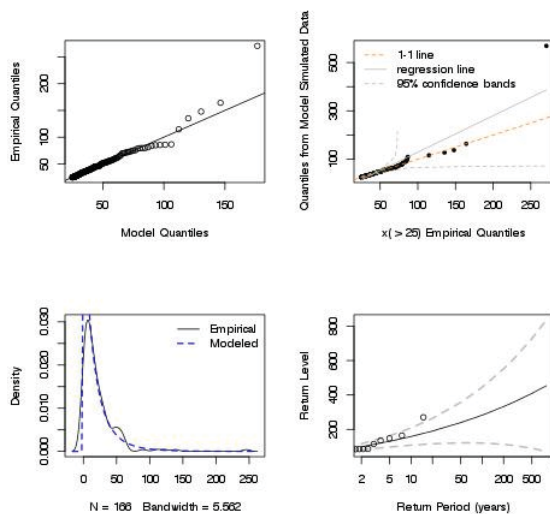 Empirical Quantiles
50
100
200
50
100
150
Model Quantiles
Quantiles from Model Simulated Data
100
300
500
1-1 line
regression line
95% confidence bands
50
100
150
200
250
x( > 25) Empirical Quantiles
Density
0.000
0.010
0.020
0.030
Empirical
Modeled
0
50
100
150
200
250
N = 166 Bandwidth = 5.562
Return Level
200
400
600
800
2
5
10
50
100
500
Return Period (years)